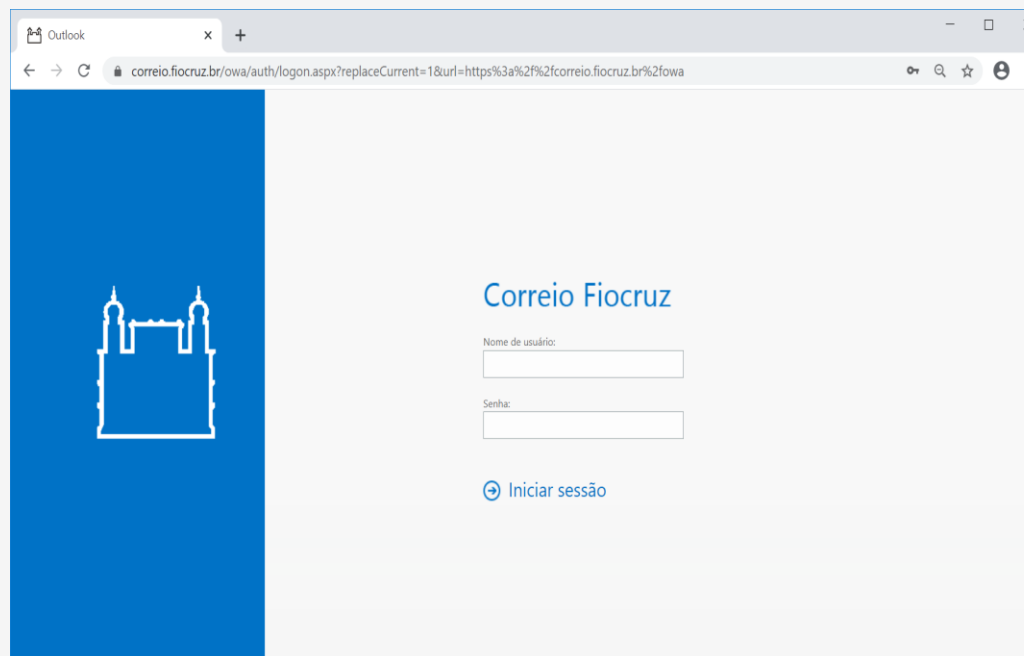 Outlook
correio.fiocruz.br/owa/auth/logon.aspx?replaceCurrent=1&url=https%3a%2f%2fcorreio.fiocruz.br%2fowa
Correio Fiocruz
Nome de usuário:
Senha:
Iniciar sessão